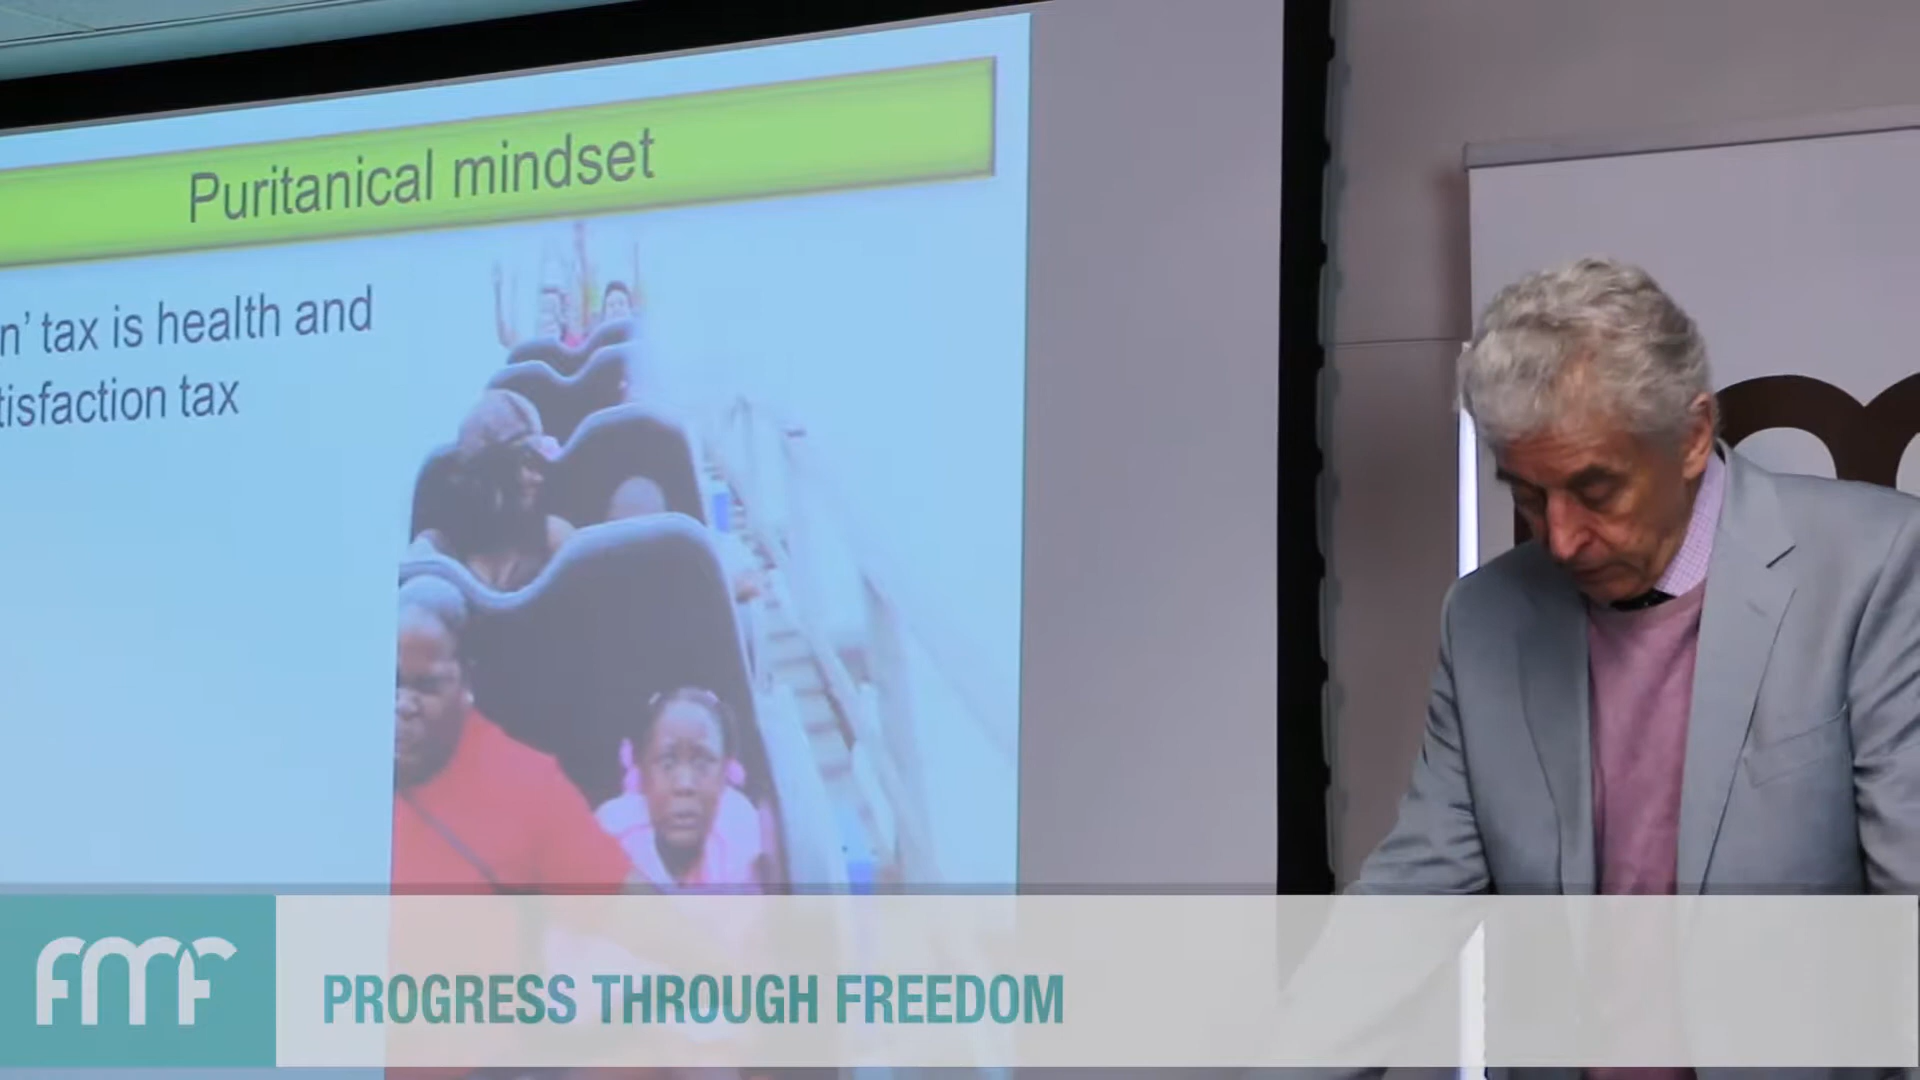 Puritanical mindset
n' tax is health and
tisfaction tax
FMF
PROGRESS THROUGH FREEDOM